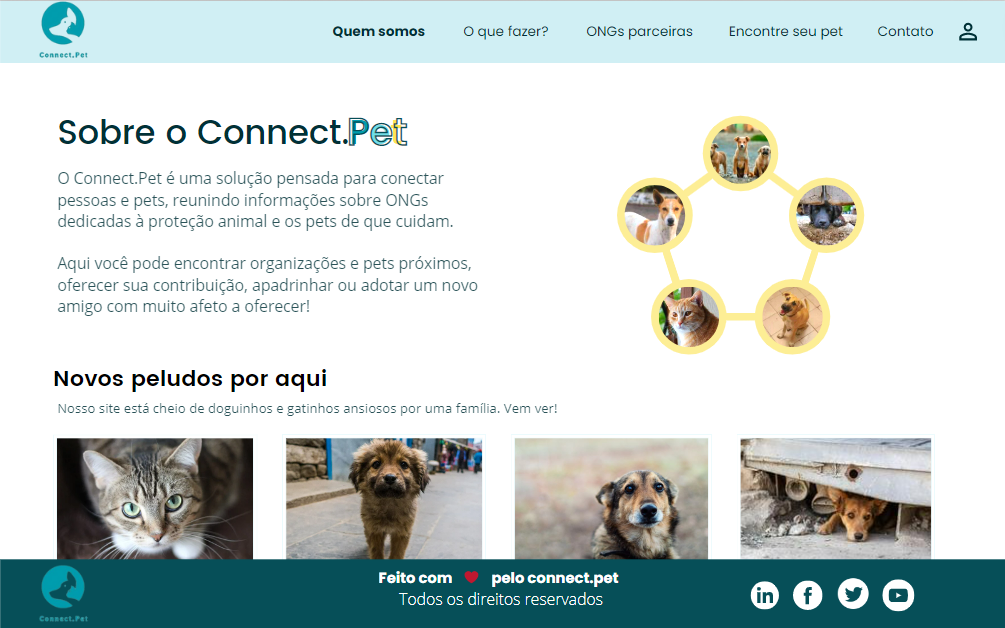 Connect.Pet
Quem somos
O que fazer?
ONGs parceiras
Encontre seu pet
Contato
Sobre o Connect.Pet
O Connect.Pet é uma solução pensada para conectar
pessoas e pets, reunindo informações sobre ONGs
dedicadas à proteção animal e os pets de que cuidam.
Aqui você pode encontrar organizações e pets próximos,
oferecer sua contribuição, apadrinhar ou adotar um novo
amigo com muito afeto a oferecer!
Novos peludos por aqui
Nosso site está cheio de doguinhos e gatinhos ansiosos por uma família. Vem ver!
Connect.Pet
Feito com ❤ pelo connect.pet
Todos os direitos reservados
in
f